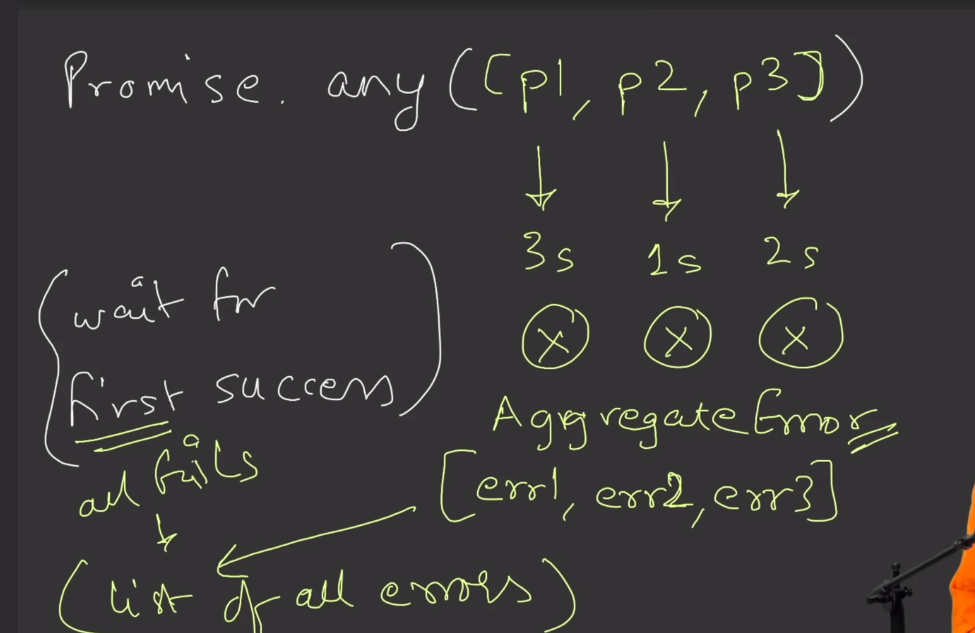 Promise. any([p1, p2, p3])
3s 1s 2s
(wait for
first success)
AggregateError
all fails
[err1, err2, err3]
(list of all errors)